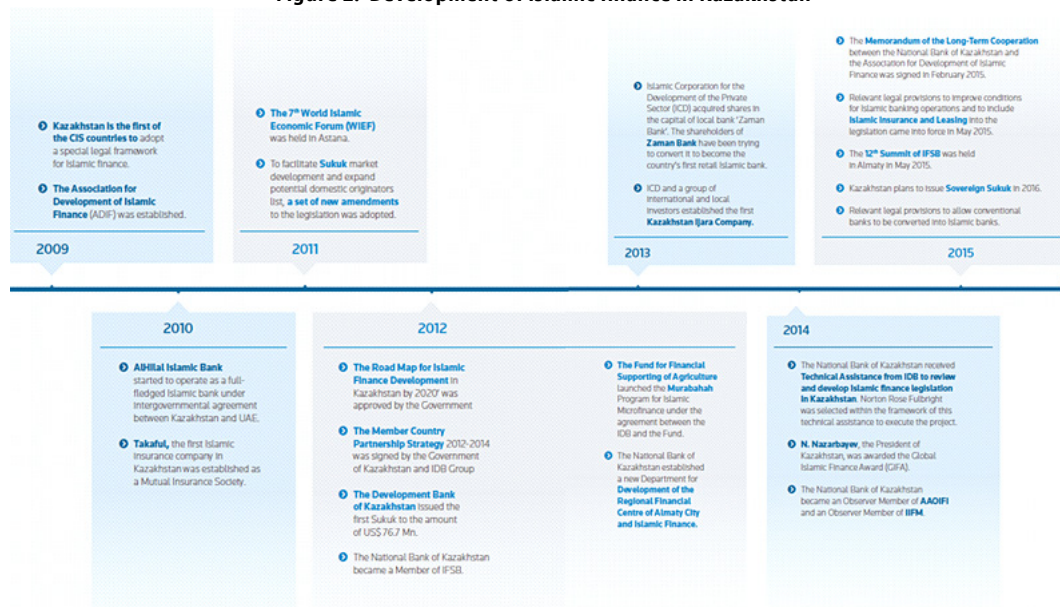 Figure 2: Development of Islamic finance in Kazakhstan
Kazakhstan is the first of
the CIS countries to adopt
a special legal framework
for Islamic finance.
The Association for
Development of Islamic
Finance (ADIF) was established.
2009
The 7th World Islamic
Economic Forum (WIEF)
was held in Astana.
To facilitate Sukuk market
development and expand
potential domestic originators
list, a set of new amendments
to the legislation was adopted.
2011
Islamic Corporation for the
Development of the Private
Sector (ICD) acquired shares in
the capital of local bank 'Zaman
Bank'. The shareholders of
Zaman Bank have been trying
to convert it to become the
country's first retail Islamic bank.
ICD and a group of
international and local
investors established the first
Kazakhstan Ijara Company.
2013
The Memorandum of the Long-Term Cooperation
between the National Bank of Kazakhstan and
the Association for Development of Islamic
Finance was signed in February 2015.
Relevant legal provisions to improve conditions
for Islamic banking operations and to include
Islamic Insurance and Leasing into the
legislation came into force in May 2015.
The 12th Summit of IFSB was held
in Almaty in May 2015.
Kazakhstan plans to issue Sovereign Sukuk in 2016.
Relevant legal provisions to allow conventional
banks to be converted into Islamic banks.
2015
2010
AlHilal Islamic Bank
started to operate as a full-
fledged Islamic bank under
intergovernmental agreement
between Kazakhstan and UAE.
Takaful, the first Islamic
insurance company in
Kazakhstan was established as
a Mutual Insurance Society.
2012
The Road Map for Islamic
Finance Development in
Kazakhstan by 2020' was
approved by the Government
The Member Country
Partnership Strategy 2012-2014
was signed by the Government
of Kazakhstan and IDB Group
The Development Bank
of Kazakhstan issued the
first Sukuk to the amount
of US$ 76.7 Mn.
The National Bank of Kazakhstan
became a Member of IFSB.
The Fund for Financial
Supporting of Agriculture
launched the Murabahah
Program for Islamic
Microfinance under the
agreement between the
IDB and the Fund.
The National Bank of
Kazakhstan established
a new Department for
Development of the
Regional Financial
Centre of Almaty City
and Islamic Finance.
2014
The National Bank of Kazakhstan received
Technical Assistance from IDB to review
and develop Islamic finance legislation
in Kazakhstan. Norton Rose Fulbright
was selected within the framework of this
technical assistance to execute the project.
N. Nazarbayev, the President of
Kazakhstan, was awarded the Global
Islamic Finance Award (GIFA).
The National Bank of Kazakhstan
became an Observer Member of AAOIFI
and an Observer Member of IIFM.